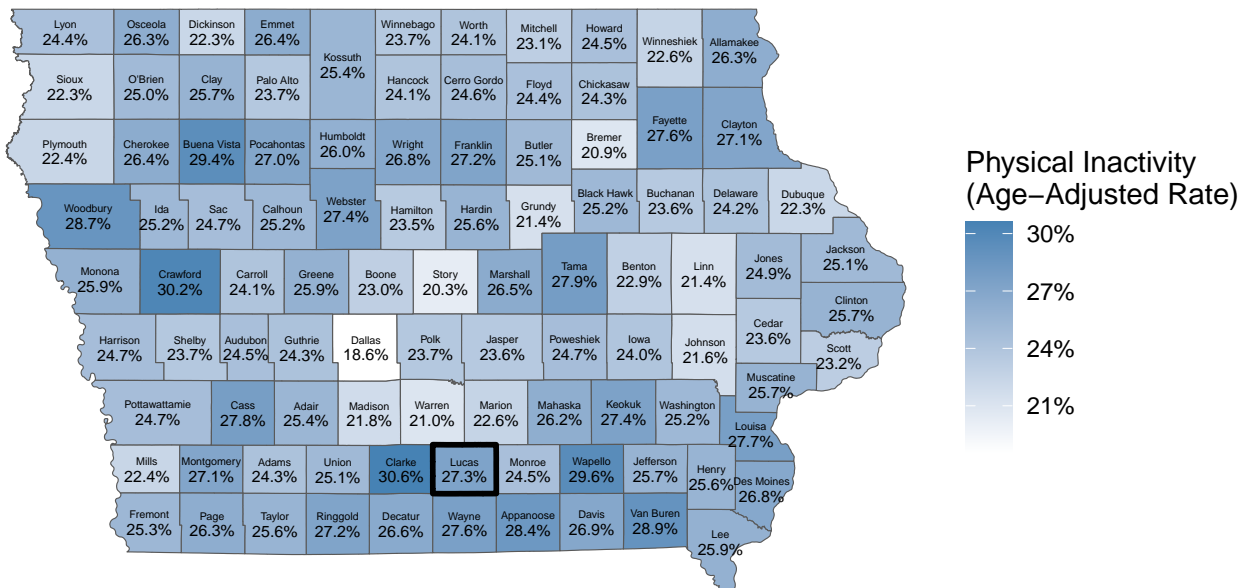 Lyon
24.4%
Osceola
26.3%
Dickinson
22.3%
Emmet
26.4%
Kossuth
25.4%
Winnebago
23.7%
Worth
24.1%
Mitchell
23.1%
Howard
24.5%
Winneshiek
22.6%
Allamakee
26.3%
Sioux
22.3%
O'Brien
25.0%
Clay
25.7%
Palo Alto
23.7%
Hancock
24.1%
Cerro Gordo
24.6%
Floyd
24.4%
Chickasaw
24.3%
Plymouth
22.4%
Cherokee
26.4%
Buena Vista
29.4%
Pocahontas
27.0%
Humboldt
26.0%
Wright
26.8%
Franklin
27.2%
Butler
25.1%
Bremer
20.9%
Fayette
27.6%
Clayton
27.1%
Woodbury
28.7%
Ida
25.2%
Sac
24.7%
Calhoun
25.2%
Webster
27.4%
Hamilton
23.5%
Hardin
25.6%
Grundy
21.4%
Black Hawk
25.2%
Buchanan
23.6%
Delaware
24.2%
Dubuque
22.3%
Monona
25.9%
Crawford
30.2%
Carroll
24.1%
Greene
25.9%
Boone
23.0%
Story
20.3%
Marshall
26.5%
Tama
27.9%
Benton
22.9%
Linn
21.4%
Jones
24.9%
Jackson
25.1%
Clinton
25.7%
Harrison
24.7%
Shelby
23.7%
Audubon
24.5%
Guthrie
24.3%
Dallas
18.6%
Polk
23.7%
Jasper
23.6%
Poweshiek
24.7%
Iowa
24.0%
Johnson
21.6%
Cedar
23.6%
Scott
23.2%
Muscatine
25.7%
Pottawattamie
24.7%
Cass
27.8%
Adair
25.4%
Madison
21.8%
Warren
21.0%
Marion
22.6%
Mahaska
26.2%
Keokuk
27.4%
Washington
25.2%
Louisa
27.7%
Mills
22.4%
Montgomery
27.1%
Adams
24.3%
Union
25.1%
Clarke
30.6%
Lucas
27.3%
Monroe
24.5%
Wapello
29.6%
Jefferson
25.7%
Henry
25.6%
Des Moines
26.8%
Fremont
25.3%
Page
26.3%
Taylor
25.6%
Ringgold
27.2%
Decatur
26.6%
Wayne
27.6%
Appanoose
28.4%
Davis
26.9%
Van Buren
28.9%
Lee
25.9%
Physical Inactivity
(Age−Adjusted Rate)
30%
27%
24%
21%